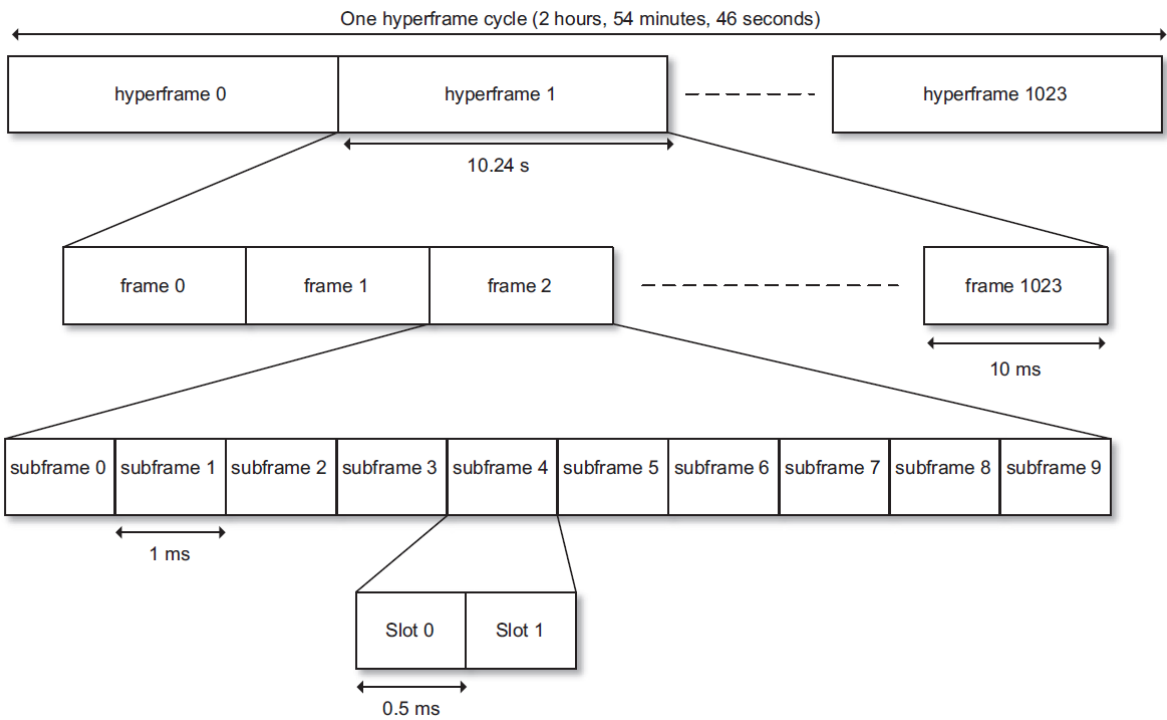 One hyperframe cycle (2 hours, 54 minutes, 46 seconds)
hyperframe 0
hyperframe 1
hyperframe 1023
10.24 s
frame 0
frame 1
frame 2
frame 1023
10 ms
subframe 0
subframe 1
subframe 2
subframe 3
subframe 4
subframe 5
subframe 6
subframe 7
subframe 8
subframe 9
1 ms
Slot 0
Slot 1
0.5 ms